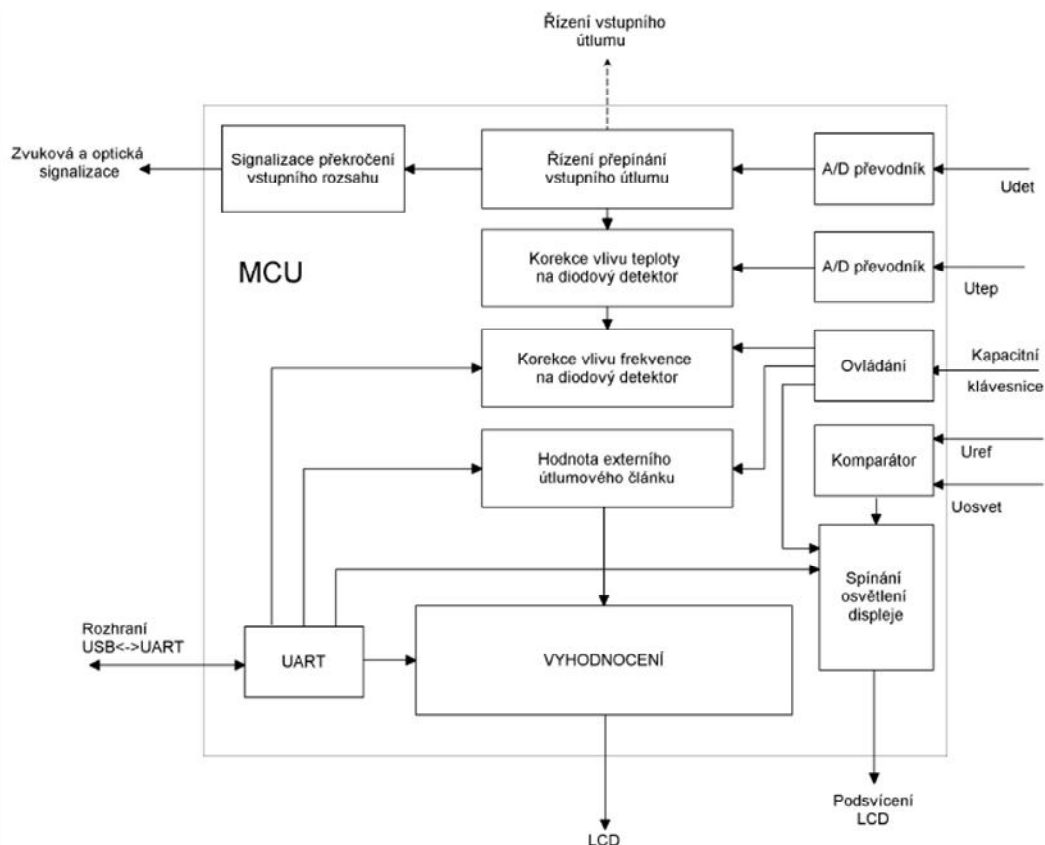 Řízení vstupního
útlumu
Zvuková a optická
signalizace
Signalizace překročení
vstupního rozsahu
Řízení přepínání
vstupního útlumu
A/D převodník
Udet
MCU
Korekce vlivu teploty
na diodový detektor
A/D převodník
Utep
Korekce vlivu frekvence
na diodový detektor
Ovládání
Kapacitní
klávesnice
Hodnota externího
útlumového článku
Komparátor
Uref
Uosvet
Spínání
osvětlení
displeje
Rozhraní
USB<->UART
UART
VYHODNOCENÍ
Podsvícení
LCD
LCD